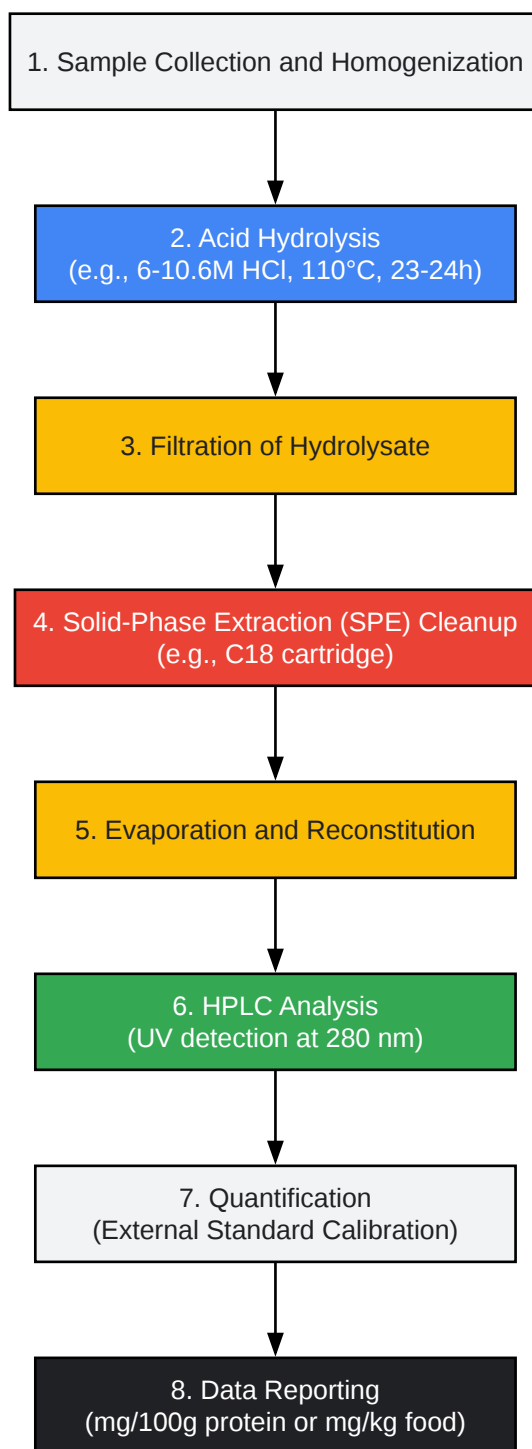 1. Sample Collection and Homogenization
2. Acid Hydrolysis
(e.g., 6-10.6M HCl, 110°C, 23-24h)
3. Filtration of Hydrolysate
4. Solid-Phase Extraction (SPE) Cleanup
(e.g., C18 cartridge)
5. Evaporation and Reconstitution
6. HPLC Analysis
(UV detection at 280 nm)
7. Quantification
(External Standard Calibration)
8. Data Reporting
(mg/100g protein or mg/kg food)